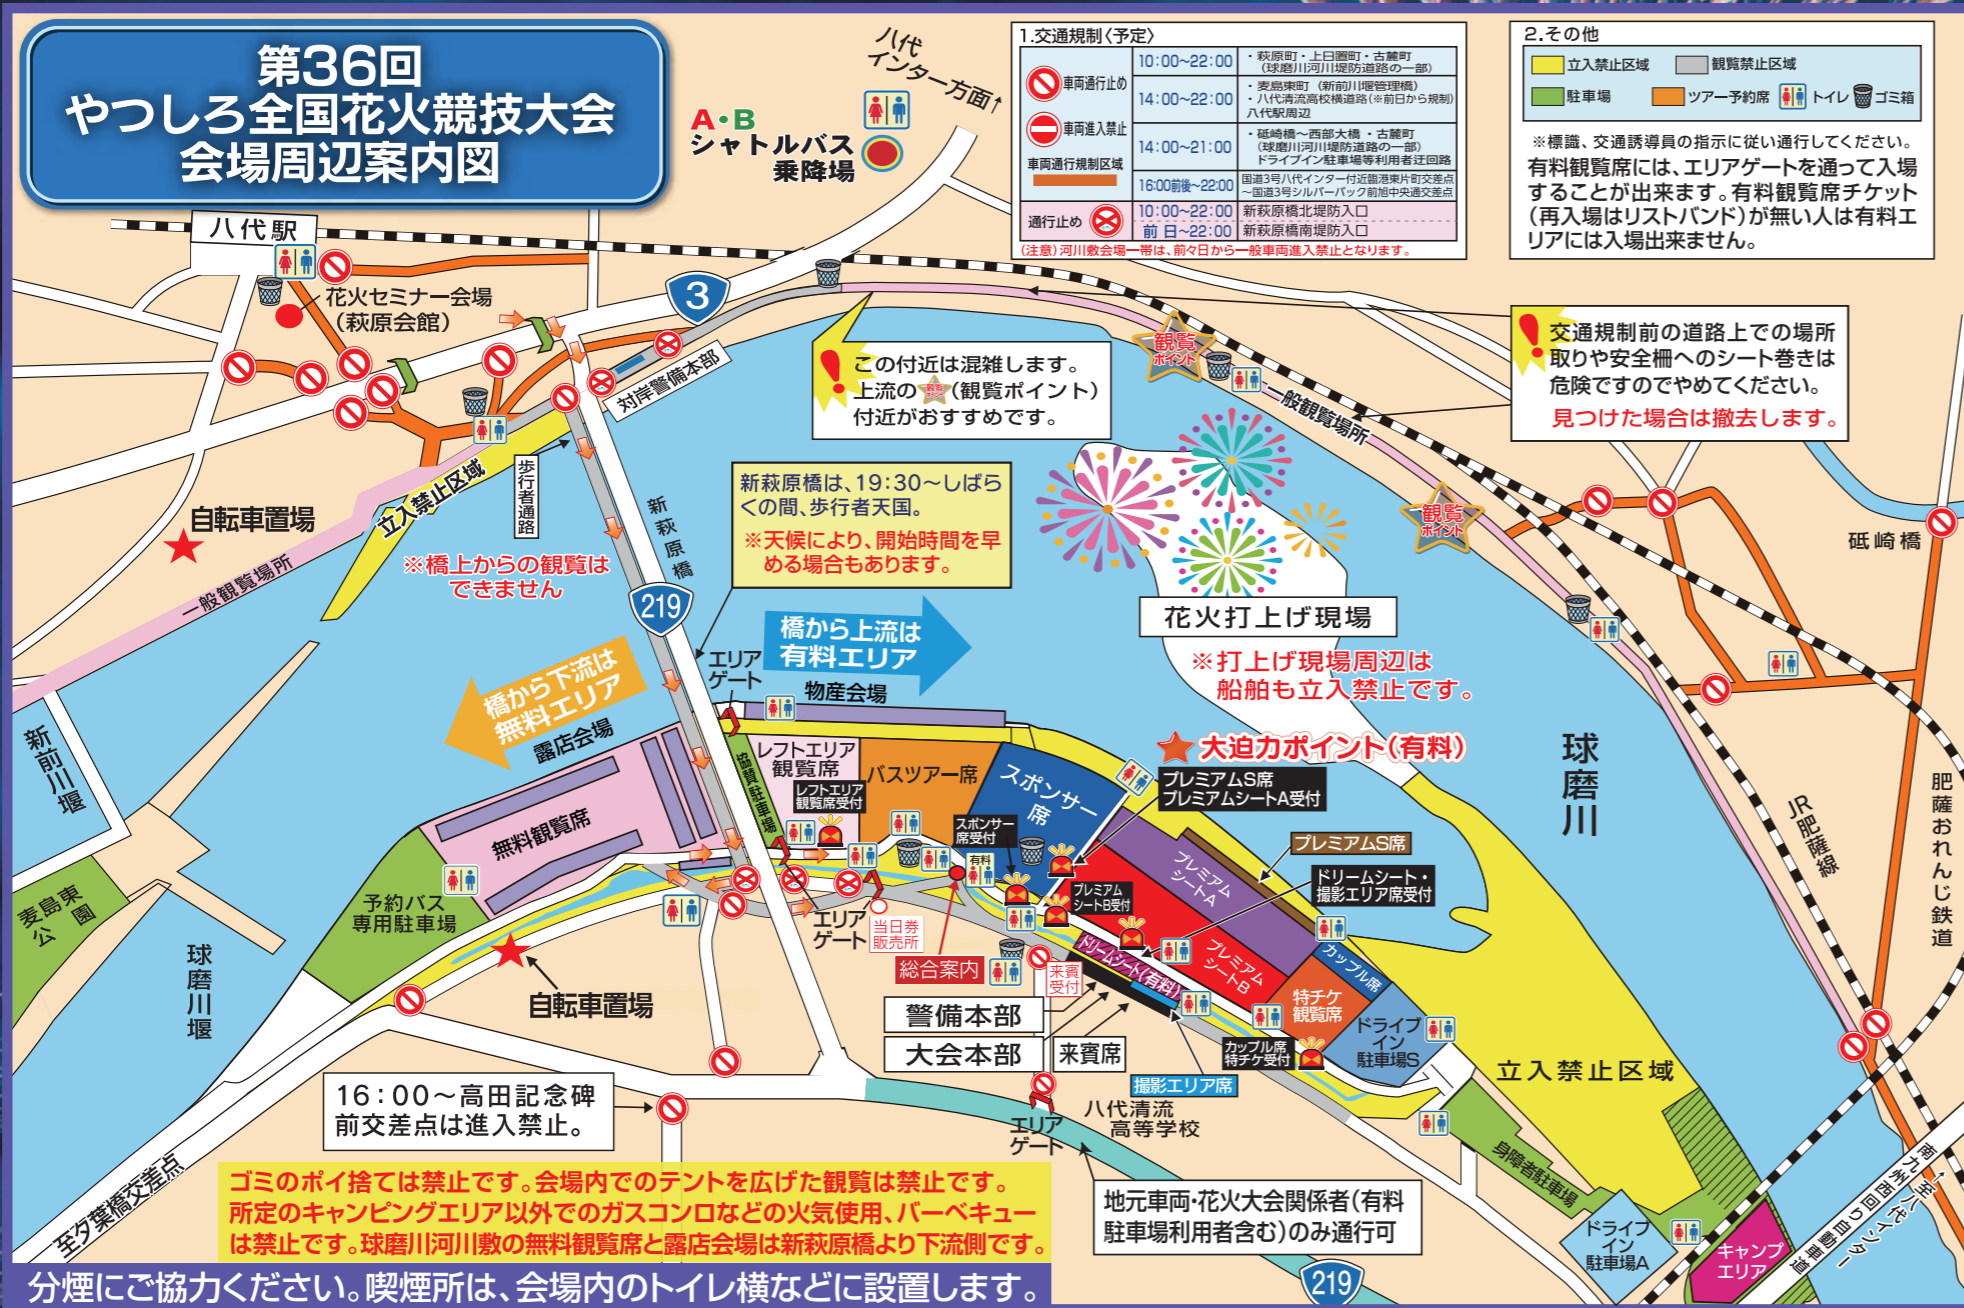 第36回
やつしろ全国花火競技大会
会場周辺案内図
八代
インター方面↑
A・B
シャトルバス
乗降場
1.交通規制〈予定〉
車両通行止め
車両進入禁止
車両通行規制区域
10:00〜22:00
・萩原町・上日置町・古麓町
(球磨川河川堤防道路の一部)
14:00〜22:00
・麦島東町(新前川堰管理橋)
・八代清流高校横道路(※前日から規制)
八代駅周辺
14:00〜21:00
・砥崎橋〜西部大橋・古麓町
(球磨川河川堤防道路の一部)
ドライブイン駐車場等利用者迂回路
16:00前後〜22:00
国道3号八代インター付近臨港東片町交差点
〜国道3号シルバーバック前旭中央通交差点
通行止め
10:00〜22:00
新萩原橋北堤防入口
前日〜22:00
新萩原橋南堤防入口
(注意)河川敷会場一帯は、前々日から一般車両進入禁止となります。
2.その他
立入禁止区域
観覧禁止区域
駐車場
ツアー予約席
トイレ
ゴミ箱
※標識、交通誘導員の指示に従い通行してください。
有料観覧席には、エリアゲートを通って入場
することが出来ます。有料観覧席チケット
(再入場はリストバンド)が無い人は有料エ
リアには入場出来ません。
八代駅
花火セミナー会場
(萩原会館)
3
対岸警備本部
この付近は混雑します。
上流の(観覧ポイント)
付近がおすすめです。
観覧
ポイント
一般観覧場所
交通規制前の道路上での場所
取りや安全柵へのシート巻きは
危険ですのでやめてください。
見つけた場合は撤去します。
観覧
ポイント
砥崎橋
自転車置場
立入禁止区域
歩行者通路
一般観覧場所
※橋上からの観覧は
できません
新萩原橋
219
新萩原橋は、19:30〜しばら
くの間、歩行者天国。
※天候により、開始時間を早
める場合もあります。
橋から上流は
有料エリア
橋から下流は
無料エリア
花火打上げ現場
※打上げ現場周辺は
船舶も立入禁止です。
エリア
ゲート
物産会場
露店会場
新前川堰
麦島東
公園
球磨川堰
無料観覧席
予約バス
専用駐車場
自転車置場
協賛駐車場
レフトエリア
観覧席
レフトエリア
観覧席受付
バスツアー席
スポンサー
席
スポンサー
席受付
有料
★大迫力ポイント(有料)
プレミアムS席
プレミアムシートA受付
プレミアムS席
プレミアム
シートA
プレミアム
シートB受付
ドリームシート・
撮影エリア席受付
プレミアム
シートB
ドリームシート(有料)
カップル席
特チケ
観覧席
ドライブ
イン
駐車場S
カップル席
特チケ受付
エリア
ゲート
当日券
販売所
総合案内
来賓
受付
警備本部
大会本部
来賓席
撮影エリア席
エリア
ゲート
八代清流
高等学校
球磨川
JR肥薩線
肥薩おれんじ鉄道
立入禁止区域
身障者駐車場
ドライブ
イン
駐車場A
キャンプ
エリア
↑至八代インター
南九州西回り自動車道
16:00〜高田記念碑
前交差点は進入禁止。
至夕葉橋交差点
地元車両・花火大会関係者(有料
駐車場利用者含む)のみ通行可
219
ゴミのポイ捨ては禁止です。会場内でのテントを広げた観覧は禁止です。
所定のキャンピングエリア以外でのガスコンロなどの火気使用、バーベキュー
は禁止です。球磨川河川敷の無料観覧席と露店会場は新萩原橋より下流側です。
分煙にご協力ください。喫煙所は、会場内のトイレ横などに設置します。